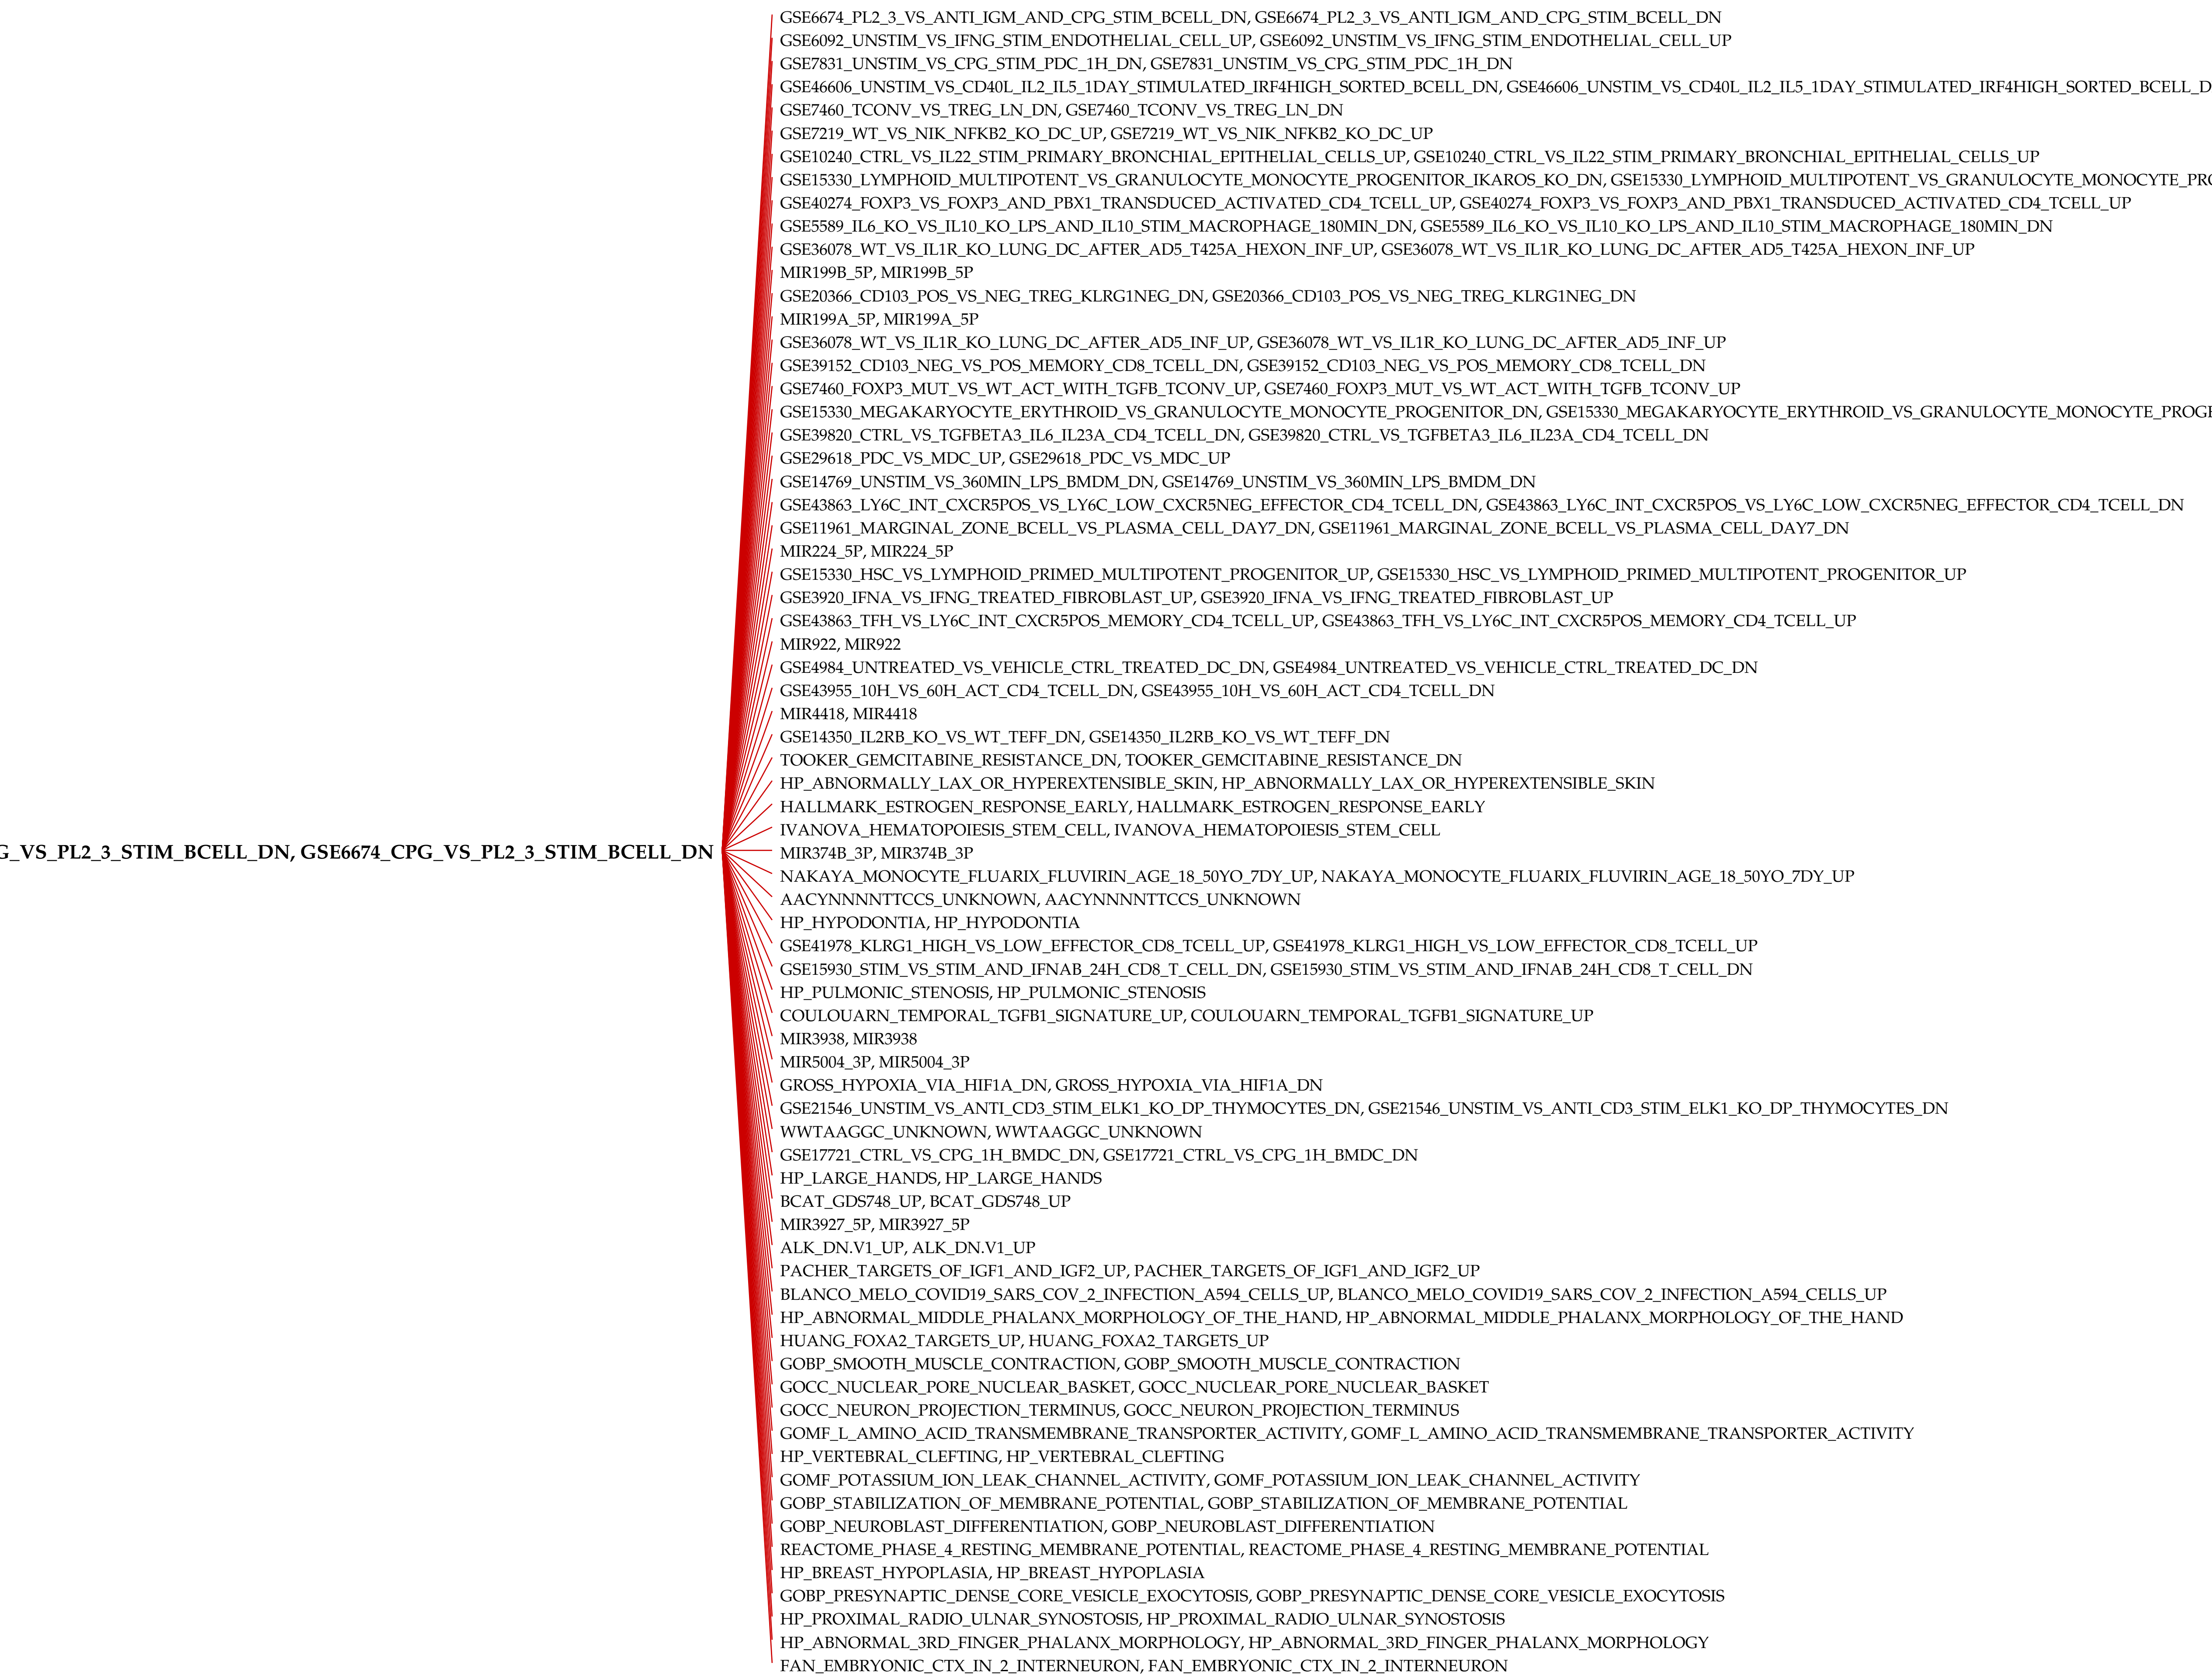 GSE6674_PL2_3_VS_ANTI_IGM_AND_CPG_STIM_BCELL_DN, GSE6674_PL2_3_VS_ANTI_IGM_AND_CPG_STIM_BCELL_DN
GSE6092_UNSTIM_VS_IFNG_STIM_ENDOTHELIAL_CELL_UP, GSE6092_UNSTIM_VS_IFNG_STIM_ENDOTHELIAL_CELL_UP
GSE7831_UNSTIM_VS_CPG_STIM_PDC_1H_DN, GSE7831_UNSTIM_VS_CPG_STIM_PDC_1H_DN
GSE46606_UNSTIM_VS_CD40L_IL2_IL5_1DAY_STIMULATED_IRF4HIGH_SORTED_BCELL_DN, GSE46606_UNSTIM_VS_CD40L_IL2_IL5_1DAY_STIMULATED_IRF4HIGH_SORTED_BCELL_D
GSE7460_TCONV_VS_TREG_LN_DN, GSE7460_TCONV_VS_TREG_LN_DN
GSE7219_WT_VS_NIK_NFKB2_KO_DC_UP, GSE7219_WT_VS_NIK_NFKB2_KO_DC_UP
GSE10240_CTRL_VS_IL22_STIM_PRIMARY_BRONCHIAL_EPITHELIAL_CELLS_UP, GSE10240_CTRL_VS_IL22_STIM_PRIMARY_BRONCHIAL_EPITHELIAL_CELLS_UP
GSE15330_LYMPHOID_MULTIPOTENT_VS_GRANULOCYTE_MONOCYTE_PROGENITOR_IKAROS_KO_DN, GSE15330_LYMPHOID_MULTIPOTENT_VS_GRANULOCYTE_MONOCYTE_PRO
GSE40274_FOXP3_VS_FOXP3_AND_PBX1_TRANSDUCED_ACTIVATED_CD4_TCELL_UP, GSE40274_FOXP3_VS_FOXP3_AND_PBX1_TRANSDUCED_ACTIVATED_CD4_TCELL_UP
GSE5589_IL6_KO_VS_IL10_KO_LPS_AND_IL10_STIM_MACROPHAGE_180MIN_DN, GSE5589_IL6_KO_VS_IL10_KO_LPS_AND_IL10_STIM_MACROPHAGE_180MIN_DN
GSE36078_WT_VS_IL1R_KO_LUNG_DC_AFTER_AD5_T425A_HEXON_INF_UP, GSE36078_WT_VS_IL1R_KO_LUNG_DC_AFTER_AD5_T425A_HEXON_INF_UP
MIR199B_5P, MIR199B_5P
GSE20366_CD103_POS_VS_NEG_TREG_KLRG1NEG_DN, GSE20366_CD103_POS_VS_NEG_TREG_KLRG1NEG_DN
MIR199A_5P, MIR199A_5P
GSE36078_WT_VS_IL1R_KO_LUNG_DC_AFTER_AD5_INF_UP, GSE36078_WT_VS_IL1R_KO_LUNG_DC_AFTER_AD5_INF_UP
GSE39152_CD103_NEG_VS_POS_MEMORY_CD8_TCELL_DN, GSE39152_CD103_NEG_VS_POS_MEMORY_CD8_TCELL_DN
GSE7460_FOXP3_MUT_VS_WT_ACT_WITH_TGFB_TCONV_UP, GSE7460_FOXP3_MUT_VS_WT_ACT_WITH_TGFB_TCONV_UP
GSE15330_MEGAKARYOCYTE_ERYTHROID_VS_GRANULOCYTE_MONOCYTE_PROGENITOR_DN, GSE15330_MEGAKARYOCYTE_ERYTHROID_VS_GRANULOCYTE_MONOCYTE_PROGE
GSE39820_CTRL_VS_TGFBETA3_IL6_IL23A_CD4_TCELL_DN, GSE39820_CTRL_VS_TGFBETA3_IL6_IL23A_CD4_TCELL_DN
GSE29618_PDC_VS_MDC_UP, GSE29618_PDC_VS_MDC_UP
GSE14769_UNSTIM_VS_360MIN_LPS_BMDM_DN, GSE14769_UNSTIM_VS_360MIN_LPS_BMDM_DN
GSE43863_LY6C_INT_CXCR5POS_VS_LY6C_LOW_CXCR5NEG_EFFECTOR_CD4_TCELL_DN, GSE43863_LY6C_INT_CXCR5POS_VS_LY6C_LOW_CXCR5NEG_EFFECTOR_CD4_TCELL_DN
GSE11961_MARGINAL_ZONE_BCELL_VS_PLASMA_CELL_DAY7_DN, GSE11961_MARGINAL_ZONE_BCELL_VS_PLASMA_CELL_DAY7_DN
MIR224_5P, MIR224_5P
GSE15330_HSC_VS_LYMPHOID_PRIMED_MULTIPOTENT_PROGENITOR_UP, GSE15330_HSC_VS_LYMPHOID_PRIMED_MULTIPOTENT_PROGENITOR_UP
GSE3920_IFNA_VS_IFNG_TREATED_FIBROBLAST_UP, GSE3920_IFNA_VS_IFNG_TREATED_FIBROBLAST_UP
GSE43863_TFH_VS_LY6C_INT_CXCR5POS_MEMORY_CD4_TCELL_UP, GSE43863_TFH_VS_LY6C_INT_CXCR5POS_MEMORY_CD4_TCELL_UP
MIR922, MIR922
GSE4984_UNTREATED_VS_VEHICLE_CTRL_TREATED_DC_DN, GSE4984_UNTREATED_VS_VEHICLE_CTRL_TREATED_DC_DN
GSE43955_10H_VS_60H_ACT_CD4_TCELL_DN, GSE43955_10H_VS_60H_ACT_CD4_TCELL_DN
MIR4418, MIR4418
GSE14350_IL2RB_KO_VS_WT_TEFF_DN, GSE14350_IL2RB_KO_VS_WT_TEFF_DN
TOOKER_GEMCITABINE_RESISTANCE_DN, TOOKER_GEMCITABINE_RESISTANCE_DN
HP_ABNORMALLY_LAX_OR_HYPEREXTENSIBLE_SKIN, HP_ABNORMALLY_LAX_OR_HYPEREXTENSIBLE_SKIN
HALLMARK_ESTROGEN_RESPONSE_EARLY, HALLMARK_ESTROGEN_RESPONSE_EARLY
IVANOVA_HEMATOPOIESIS_STEM_CELL, IVANOVA_HEMATOPOIESIS_STEM_CELL
G_VS_PL2_3_STIM_BCELL_DN, GSE6674_CPG_VS_PL2_3_STIM_BCELL_DN
MIR374B_3P, MIR374B_3P
NAKAYA_MONOCYTE_FLUARIX_FLUVIRIN_AGE_18_50YO_7DY_UP, NAKAYA_MONOCYTE_FLUARIX_FLUVIRIN_AGE_18_50YO_7DY_UP
AACYNNNNTTCCS_UNKNOWN, AACYNNNNTTCCS_UNKNOWN
HP_HYPODONTIA, HP_HYPODONTIA
GSE41978_KLRG1_HIGH_VS_LOW_EFFECTOR_CD8_TCELL_UP, GSE41978_KLRG1_HIGH_VS_LOW_EFFECTOR_CD8_TCELL_UP
GSE15930_STIM_VS_STIM_AND_IFNAB_24H_CD8_T_CELL_DN, GSE15930_STIM_VS_STIM_AND_IFNAB_24H_CD8_T_CELL_DN
HP_PULMONIC_STENOSIS, HP_PULMONIC_STENOSIS
COULOUARN_TEMPORAL_TGFB1_SIGNATURE_UP, COULOUARN_TEMPORAL_TGFB1_SIGNATURE_UP
MIR3938, MIR3938
MIR5004_3P, MIR5004_3P
GROSS_HYPOXIA_VIA_HIF1A_DN, GROSS_HYPOXIA_VIA_HIF1A_DN
GSE21546_UNSTIM_VS_ANTI_CD3_STIM_ELK1_KO_DP_THYMOCYTES_DN, GSE21546_UNSTIM_VS_ANTI_CD3_STIM_ELK1_KO_DP_THYMOCYTES_DN
WWTAAGGC_UNKNOWN, WWTAAGGC_UNKNOWN
GSE17721_CTRL_VS_CPG_1H_BMDC_DN, GSE17721_CTRL_VS_CPG_1H_BMDC_DN
HP_LARGE_HANDS, HP_LARGE_HANDS
BCAT_GDS748_UP, BCAT_GDS748_UP
MIR3927_5P, MIR3927_5P
ALK_DN.V1_UP, ALK_DN.V1_UP
PACHER_TARGETS_OF_IGF1_AND_IGF2_UP, PACHER_TARGETS_OF_IGF1_AND_IGF2_UP
BLANCO_MELO_COVID19_SARS_COV_2_INFECTION_A594_CELLS_UP, BLANCO_MELO_COVID19_SARS_COV_2_INFECTION_A594_CELLS_UP
HP_ABNORMAL_MIDDLE_PHALANX_MORPHOLOGY_OF_THE_HAND, HP_ABNORMAL_MIDDLE_PHALANX_MORPHOLOGY_OF_THE_HAND
HUANG_FOXA2_TARGETS_UP, HUANG_FOXA2_TARGETS_UP
GOBP_SMOOTH_MUSCLE_CONTRACTION, GOBP_SMOOTH_MUSCLE_CONTRACTION
GOCC_NUCLEAR_PORE_NUCLEAR_BASKET, GOCC_NUCLEAR_PORE_NUCLEAR_BASKET
GOCC_NEURON_PROJECTION_TERMINUS, GOCC_NEURON_PROJECTION_TERMINUS
GOMF_L_AMINO_ACID_TRANSMEMBRANE_TRANSPORTER_ACTIVITY, GOMF_L_AMINO_ACID_TRANSMEMBRANE_TRANSPORTER_ACTIVITY
HP_VERTEBRAL_CLEFTING, HP_VERTEBRAL_CLEFTING
GOMF_POTASSIUM_ION_LEAK_CHANNEL_ACTIVITY, GOMF_POTASSIUM_ION_LEAK_CHANNEL_ACTIVITY
GOBP_STABILIZATION_OF_MEMBRANE_POTENTIAL, GOBP_STABILIZATION_OF_MEMBRANE_POTENTIAL
GOBP_NEUROBLAST_DIFFERENTIATION, GOBP_NEUROBLAST_DIFFERENTIATION
REACTOME_PHASE_4_RESTING_MEMBRANE_POTENTIAL, REACTOME_PHASE_4_RESTING_MEMBRANE_POTENTIAL
HP_BREAST_HYPOPLASIA, HP_BREAST_HYPOPLASIA
GOBP_PRESYNAPTIC_DENSE_CORE_VESICLE_EXOCYTOSIS, GOBP_PRESYNAPTIC_DENSE_CORE_VESICLE_EXOCYTOSIS
HP_PROXIMAL_RADIO_ULNAR_SYNOSTOSIS, HP_PROXIMAL_RADIO_ULNAR_SYNOSTOSIS
HP_ABNORMAL_3RD_FINGER_PHALANX_MORPHOLOGY, HP_ABNORMAL_3RD_FINGER_PHALANX_MORPHOLOGY
FAN_EMBRYONIC_CTX_IN_2_INTERNEURON, FAN_EMBRYONIC_CTX_IN_2_INTERNEURON